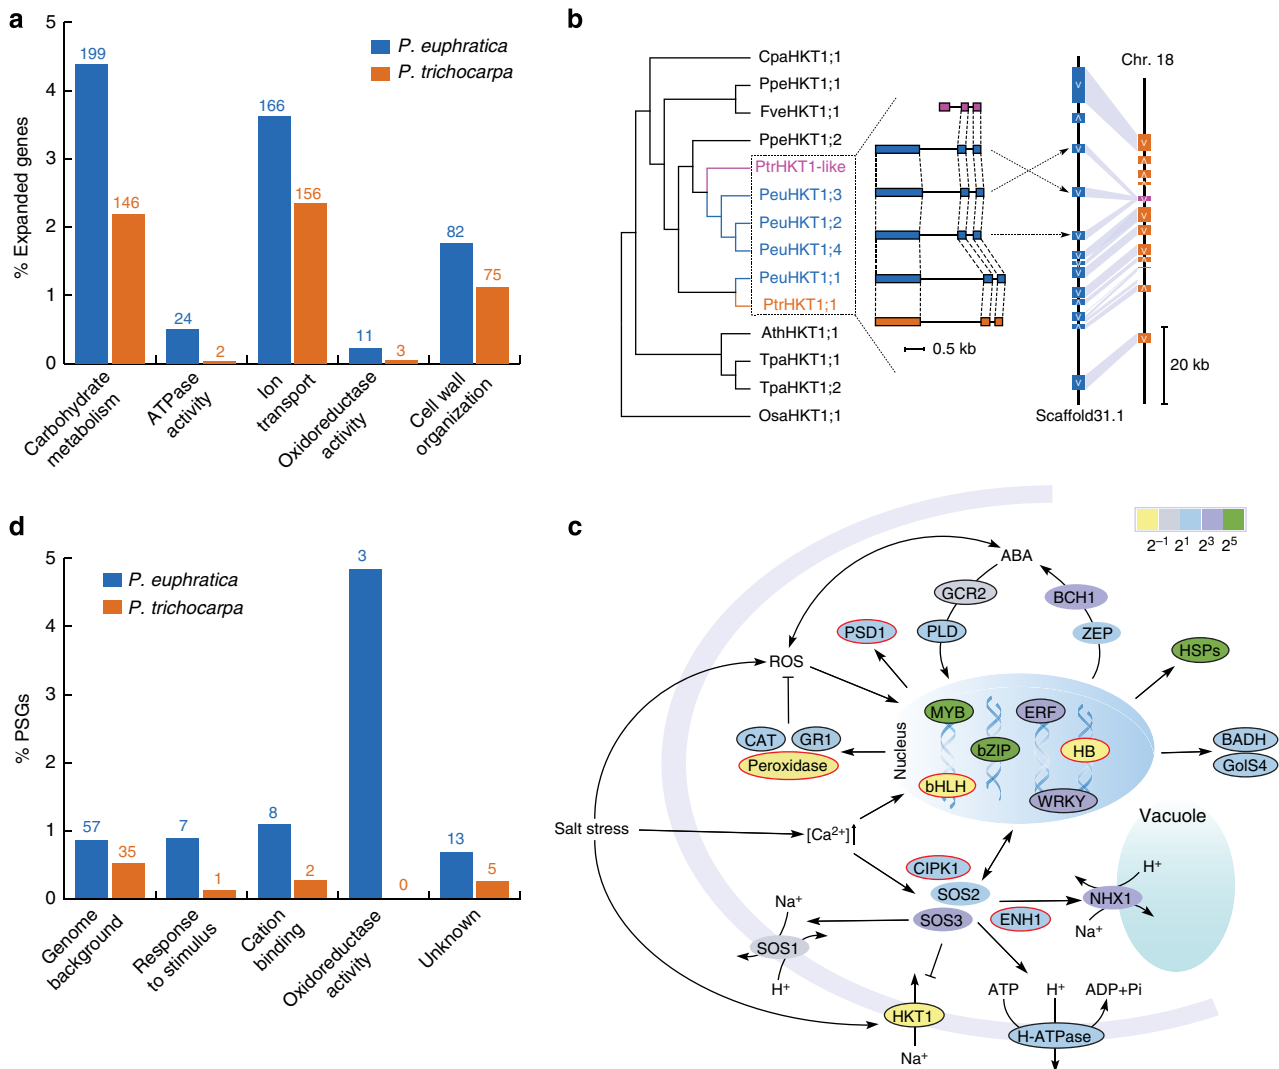 a
5
4
3
2
1
0
% Expanded genes
199
146
24
2
166
156
11
3
82
75
P. euphratica
P. trichocarpa
Carbohydrate
metabolism
ATPase
activity
Ion
transport
Oxidoreductase
activity
Cell wall
organization
b
CpaHKT1;1
PpeHKT1;1
FveHKT1;1
PpeHKT1;2
PtrHKT1-like
PeuHKT1;3
PeuHKT1;2
PeuHKT1;4
PeuHKT1;1
PtrHKT1;1
AthHKT1;1
TpaHKT1;1
TpaHKT1;2
OsaHKT1;1
0.5 kb
Chr. 18
20 kb
Scaffold31.1
d
5
4
3
2
1
0
% PSGs
P. euphratica
P. trichocarpa
57
35
7
1
8
2
3
0
13
5
Genome
background
Response
to stimulus
Cation
binding
Oxidoreductase
activity
Unknown
c
2⁻¹ 2¹ 2³ 2⁵
ABA
GCR2
BCH1
PSD1
PLD
ZEP
HSPs
ROS
MYB
ERF
CAT
GR1
Peroxidase
Nucleus
bZIP
HB
BADH
GolS4
bHLH
WRKY
Salt stress
[Ca²⁺]
Vacuole
CIPK1
SOS2
SOS3
ENH1
NHX1
H⁺
Na⁺
Na⁺
SOS1
H⁺
HKT1
Na⁺
ATP
H⁺
ADP+Pi
H-ATPase